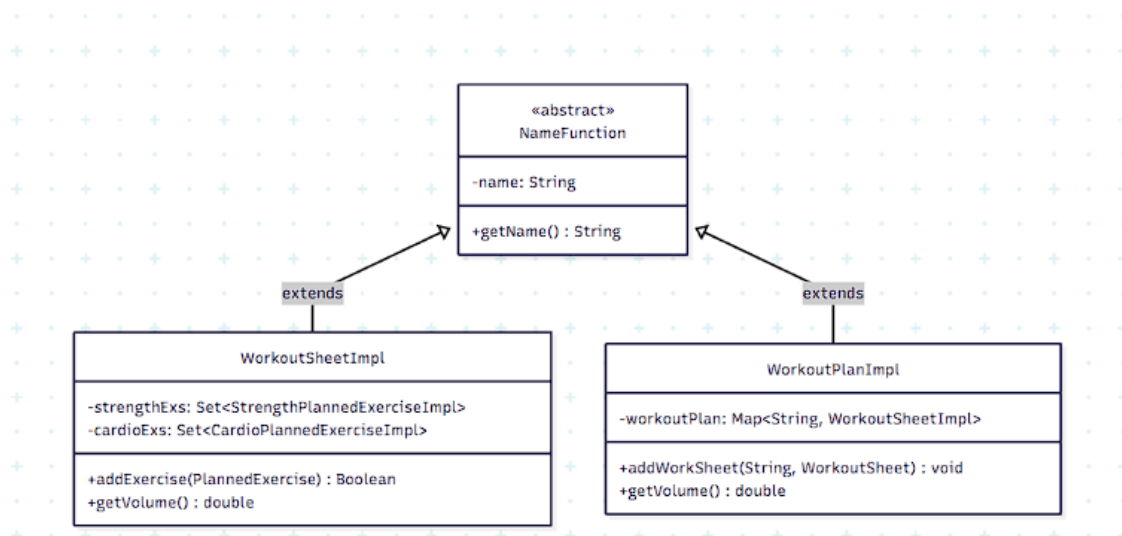 «abstract»
NameFunction
-name: String
+getName() : String
extends
extends
WorkoutSheetImpl
-strengthExs: Set<StrengthPlannedExerciseImpl>
-cardioExs: Set<CardioPlannedExerciseImpl>
+addExercise(PlannedExercise) : Boolean
+getVolume() : double
WorkoutPlanImpl
-workoutPlan: Map<String, WorkoutSheetImpl>
+addWorkSheet(String, WorkoutSheet) : void
+getVolume() : double